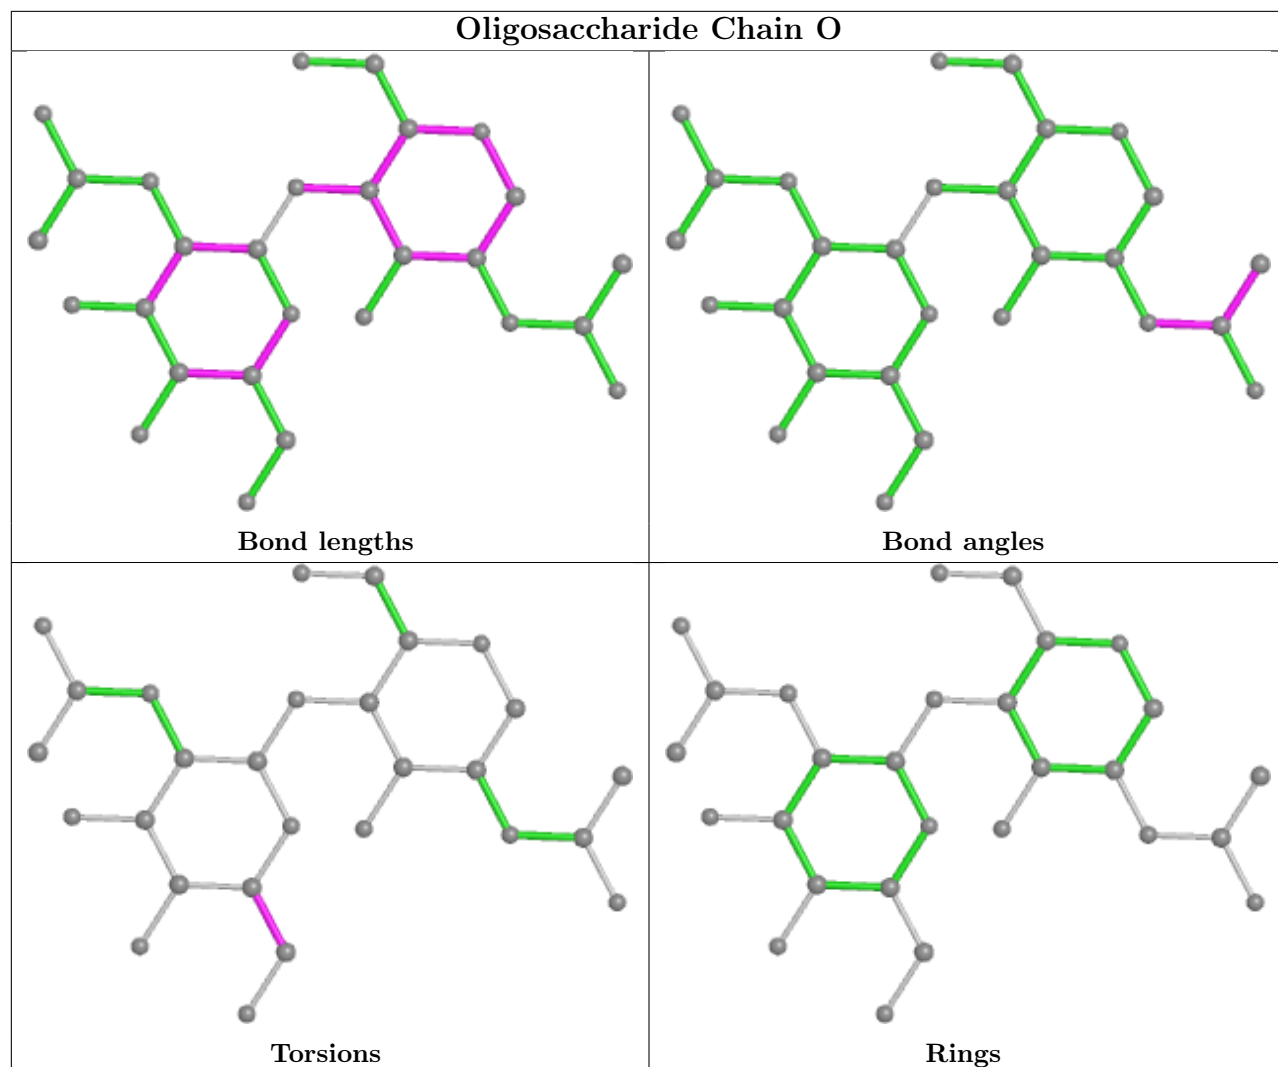 Oligosaccharide Chain O
Bond lengths
Bond angles
Torsions
Rings